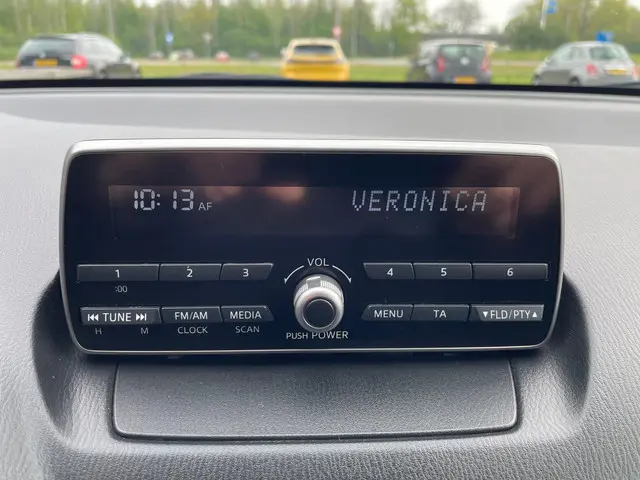 10:13 AF VERONICA
VOL
1 2 3 4 5 6
:00
⏮ TUNE ⏭ FM/AM MEDIA MENU TA ▼FLD/PTY▲
H M CLOCK SCAN
PUSH POWER